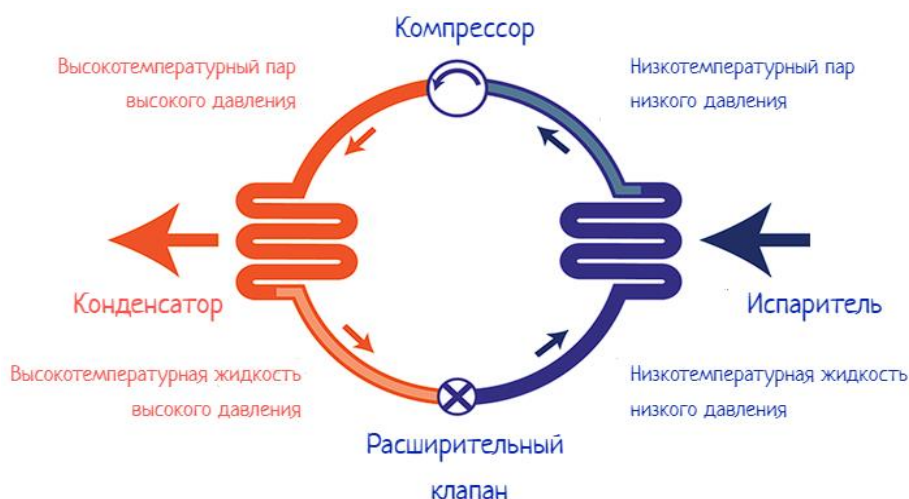 Компрессор
Высокотемпературный пар
высокого давления
Низкотемпературный пар
низкого давления
Конденсатор
Испаритель
Высокотемпературная жидкость
высокого давления
Низкотемпературная жидкость
низкого давления
Расширительный
клапан